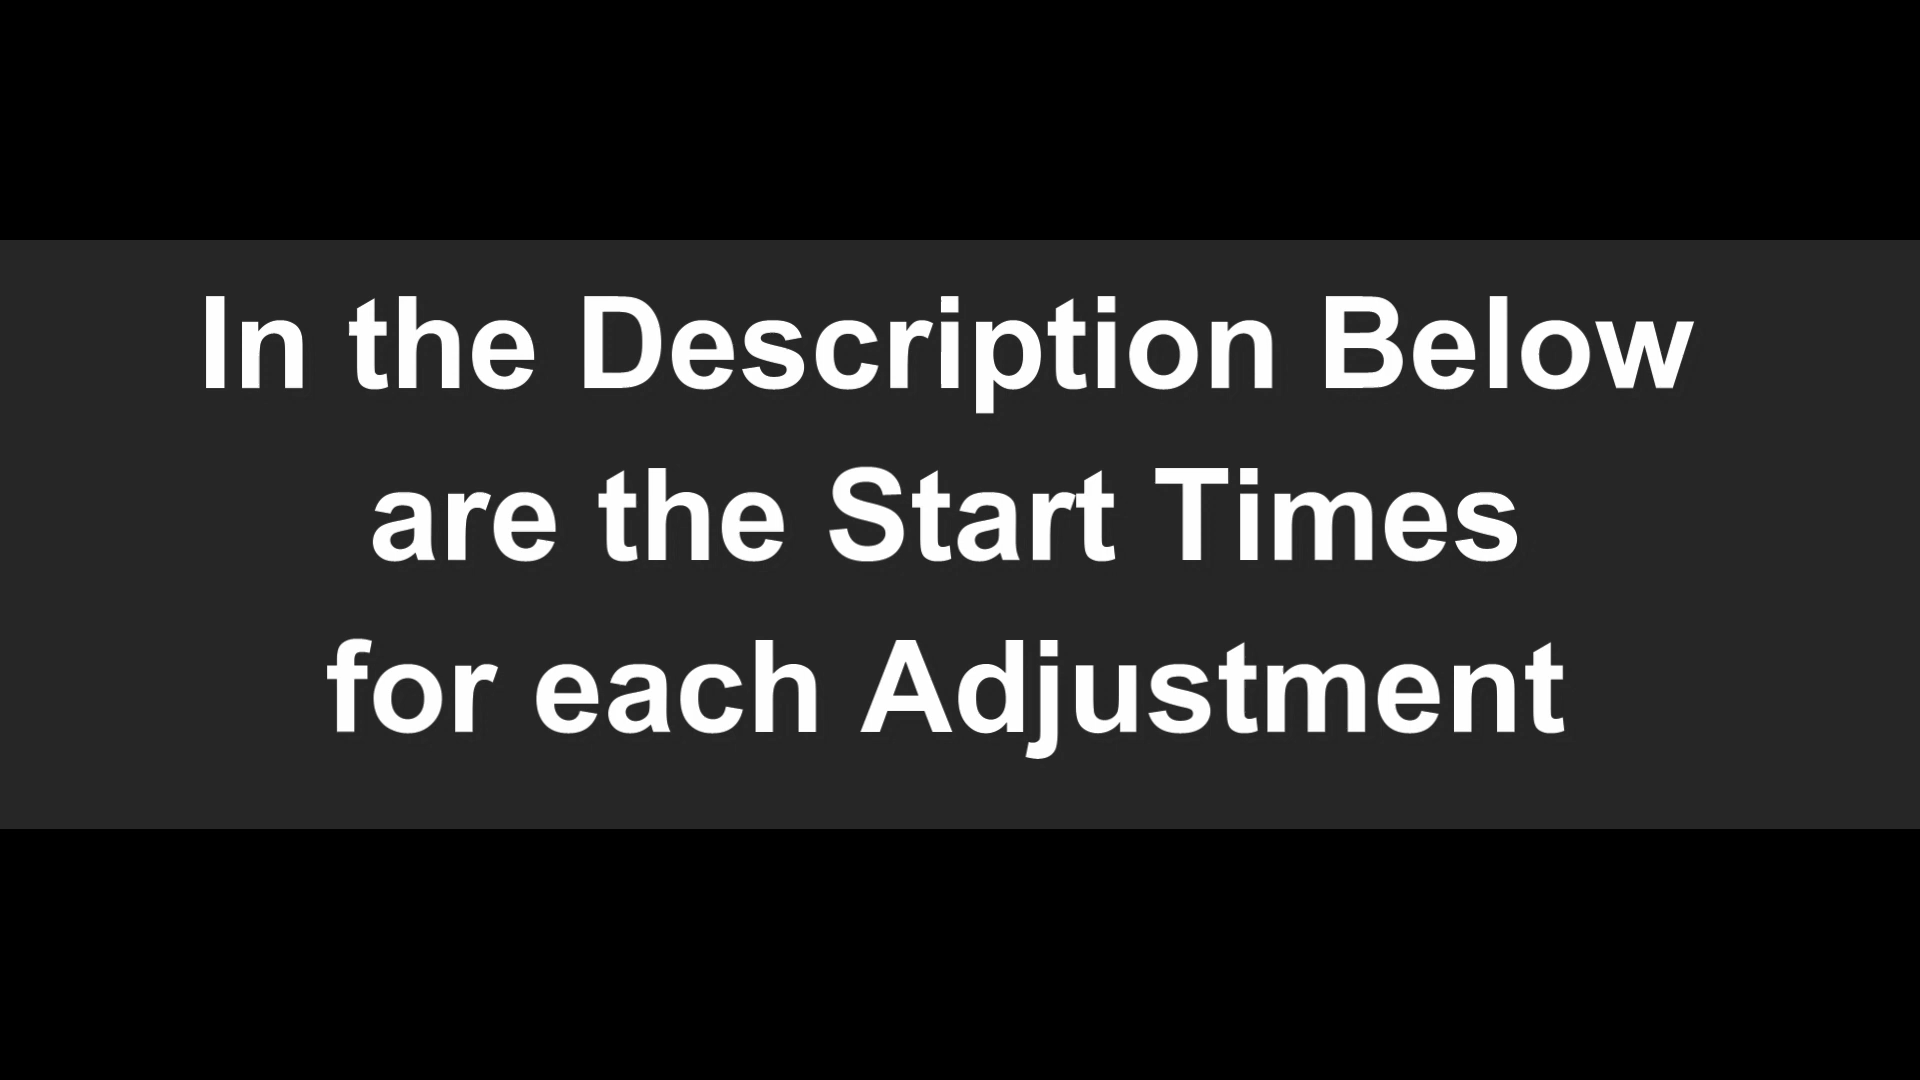 In the Description Below
are the Start Times
for each Adjustment